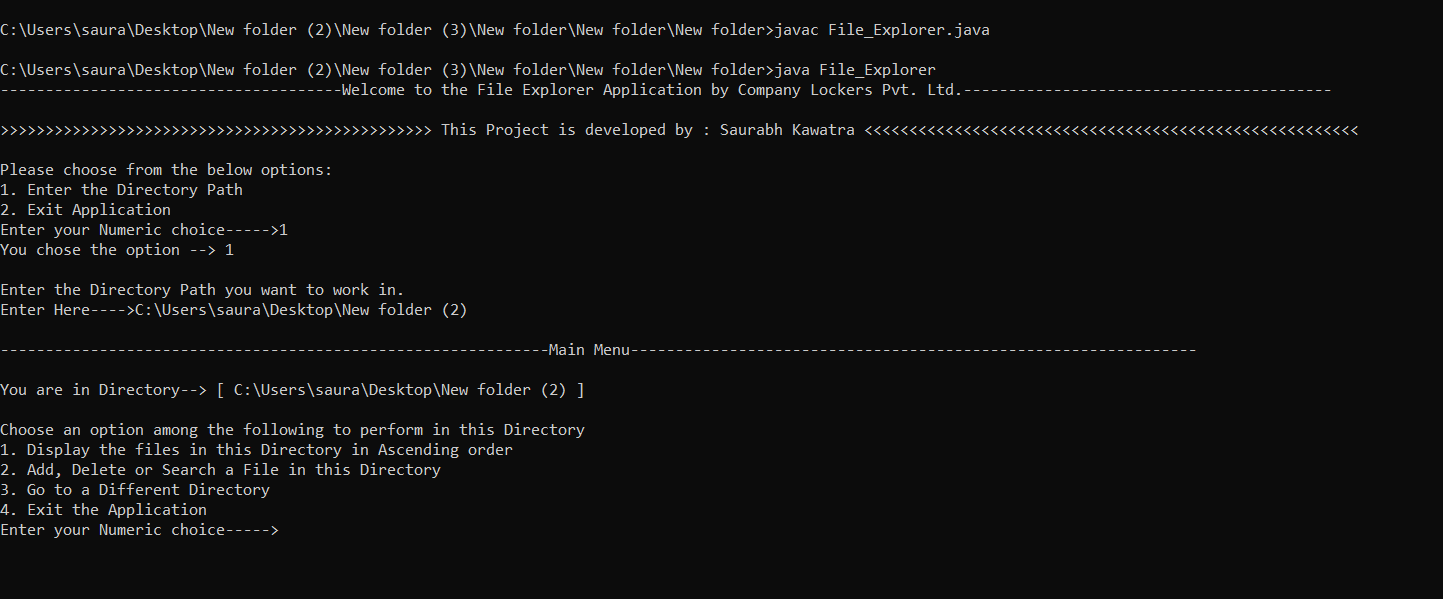 C:\Users\saura\Desktop\New folder (2)\New folder (3)\New folder\New folder\New folder>javac File_Explorer.java
C:\Users\saura\Desktop\New folder (2)\New folder (3)\New folder\New folder\New folder>java File_Explorer
--------------------------------------Welcome to the File Explorer Application by Company Lockers Pvt. Ltd.-----------------------------------------
>>>>>>>>>>>>>>>>>>>>>>>>>>>>>>>>>>>>>>>>>>>>>>>> This Project is developed by : Saurabh Kawatra <<<<<<<<<<<<<<<<<<<<<<<<<<<<<<<<<<<<<<<<<<<<<<<<<<<<<<<
Please choose from the below options:
1. Enter the Directory Path
2. Exit Application
Enter your Numeric choice----->1
You chose the option --> 1
Enter the Directory Path you want to work in.
Enter Here---->C:\Users\saura\Desktop\New folder (2)
-------------------------------------------------------------Main Menu---------------------------------------------------------------
You are in Directory--> [ C:\Users\saura\Desktop\New folder (2) ]
Choose an option among the following to perform in this Directory
1. Display the files in this Directory in Ascending order
2. Add, Delete or Search a File in this Directory
3. Go to a Different Directory
4. Exit the Application
Enter your Numeric choice----->